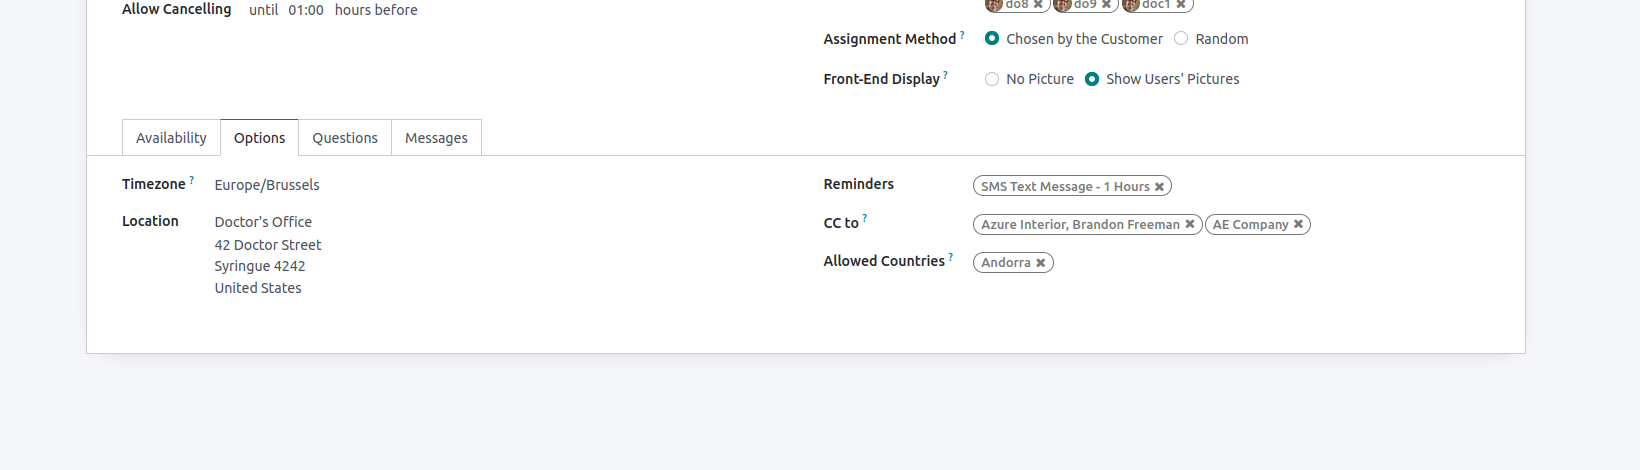 Allow Cancelling until 01:00 hours before
do8 ✖ do9 ✖ doc1 ✖
Assignment Method ? Chosen by the Customer Random
Front-End Display ? No Picture Show Users' Pictures
Availability Options Questions Messages
Timezone ? Europe/Brussels
Location Doctor's Office
42 Doctor Street
Syringue 4242
United States
Reminders SMS Text Message - 1 Hours ✖
CC to ? Azure Interior, Brandon Freeman ✖ AE Company ✖
Allowed Countries ? Andorra ✖